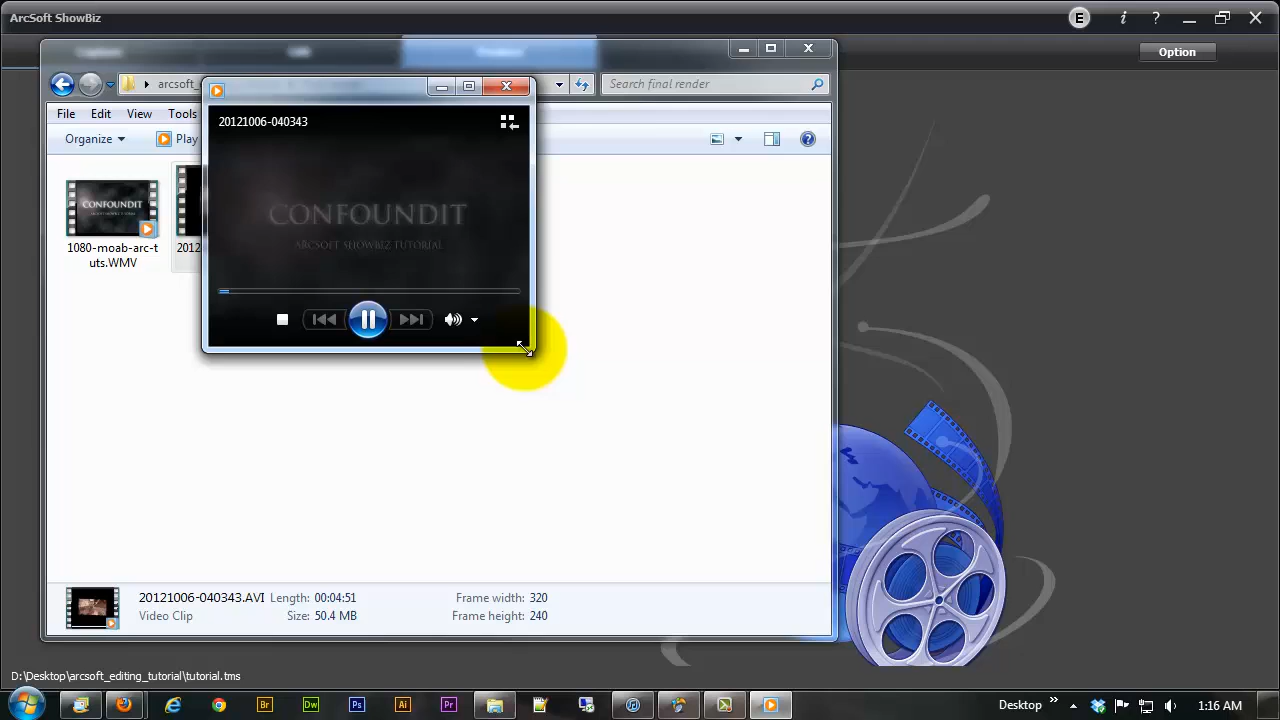 ArcSoft ShowBiz
E
i
?
Option
arcsoft_
Search final render
File Edit View Tools
Organize
Play
20121006-040343
CONFOUNDIT
ARCSOFT SHOWBIZ TUTORIAL
CONFOUNDIT
1080-moab-arc-t
uts.WMV
2012
20121006-040343.AVI Length: 00:04:51 Frame width: 320
Video Clip Size: 50.4 MB Frame height: 240
D:\Desktop\arcsoft_editing_tutorial\tutorial.tms
Br Dw Ps Ai Pr
Desktop
1:16 AM